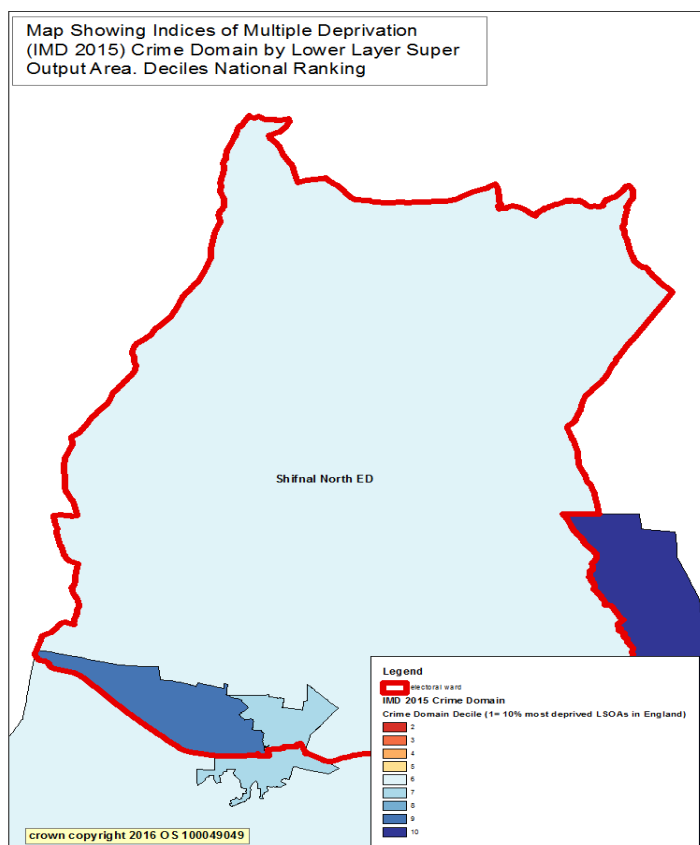 Map Showing Indices of Multiple Deprivation
(IMD 2015) Crime Domain by Lower Layer Super
Output Area. Deciles National Ranking
Shifnal North ED
Legend
electoral ward
IMD 2015 Crime Domain
Crime Domain Decile (1= 10% most deprived LSOAs in England)
2
3
4
5
6
7
8
9
10
crown copyright 2016 OS 100049049